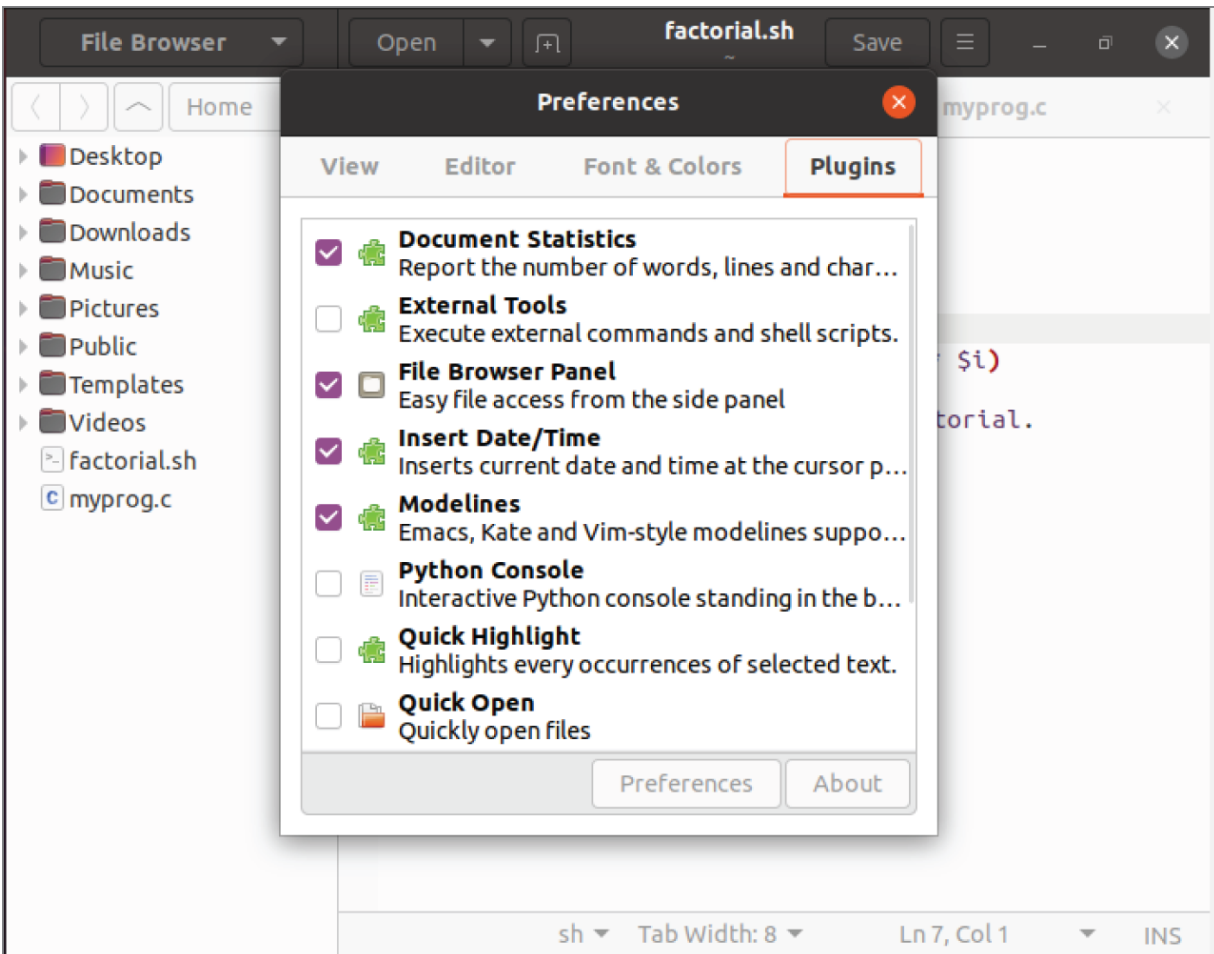 File Browser
Open
factorial.sh
~
Save
Home
myprog.c
Preferences
View
Editor
Font & Colors
Plugins
Desktop
Documents
Downloads
Music
Pictures
Public
Templates
Videos
factorial.sh
myprog.c
Document Statistics
Report the number of words, lines and char…
External Tools
Execute external commands and shell scripts.
File Browser Panel
Easy file access from the side panel
Insert Date/Time
Inserts current date and time at the cursor p…
Modelines
Emacs, Kate and Vim-style modelines suppo…
Python Console
Interactive Python console standing in the b…
Quick Highlight
Highlights every occurrences of selected text.
Quick Open
Quickly open files
Preferences
About
$i)
torial.
sh
Tab Width: 8
Ln 7, Col 1
INS